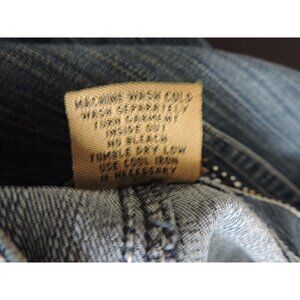 MACHINE WASH COLD
WASH SEPARATELY
TURN GARMENT
INSIDE OUT
NO BLEACH
TUMBLE DRY LOW
USE COOL IRON
IF NECESSARY